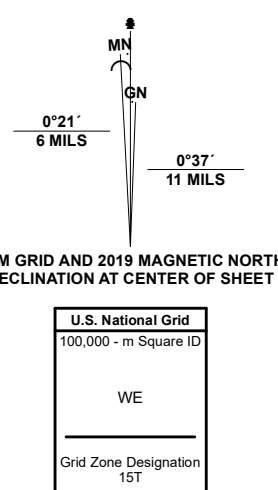 MN
GN
0°21´
6 MILS
0°37´
11 MILS
M GRID AND 2019 MAGNETIC NORTH
ECLINATION AT CENTER OF SHEET
U.S. National Grid
100,000 - m Square ID
WE
Grid Zone Designation
15T